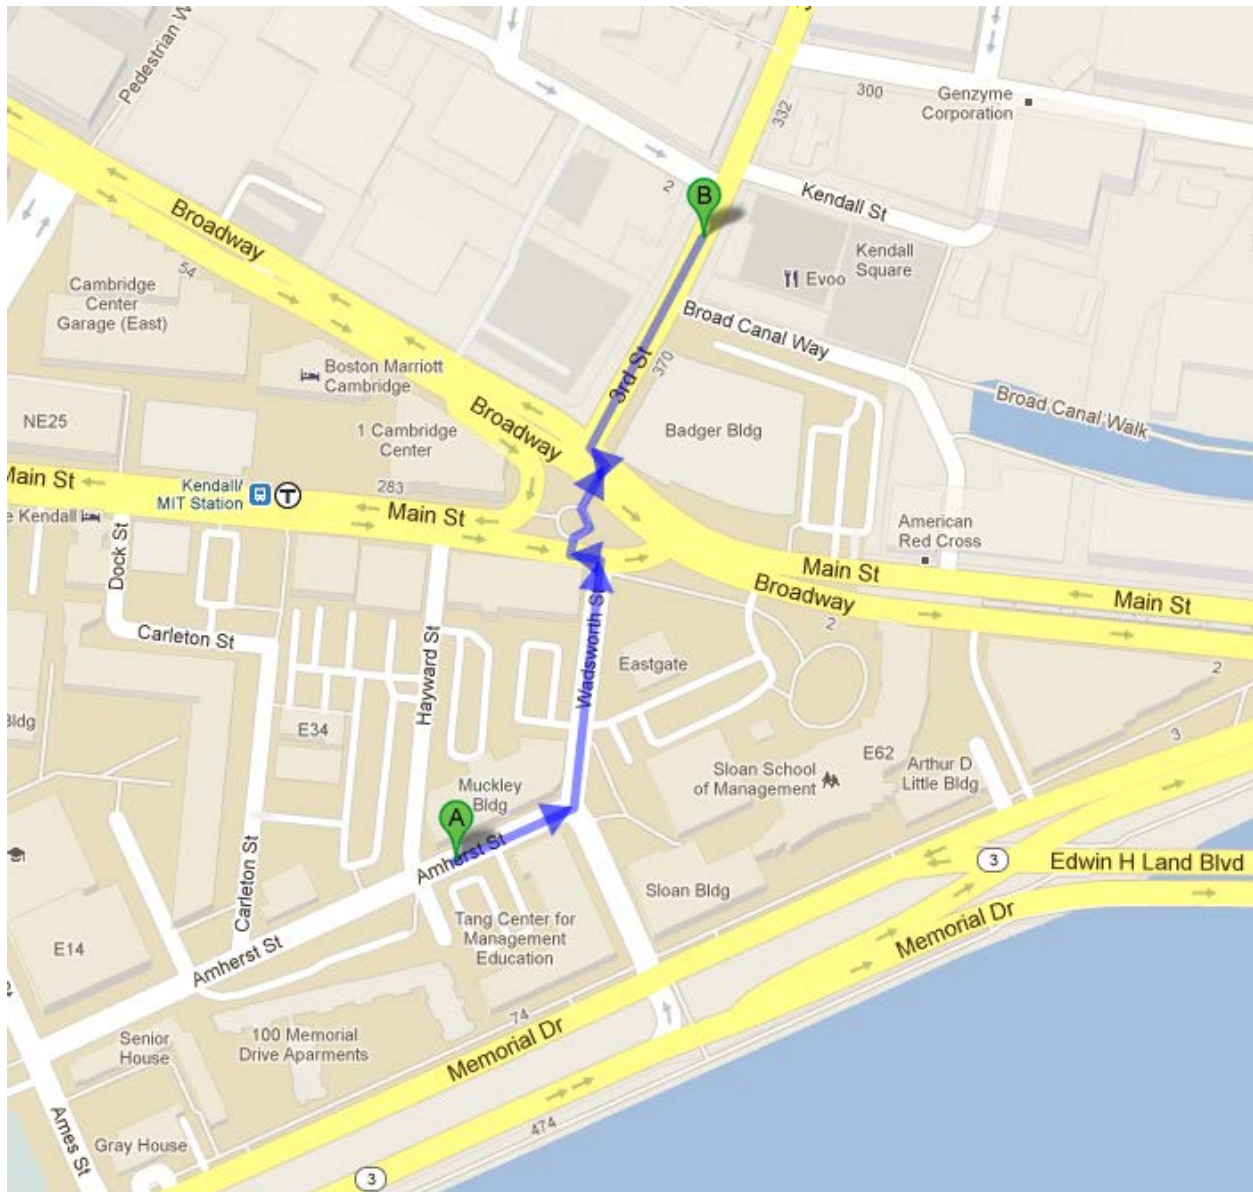 Pedestrian W
300
Genzyme
Corporation
332
2
B
Kendall St
Broadway
54
Kendall
Square
Evoo
Cambridge
Center
Garage (East)
Broad Canal Way
3rd St
370
Boston Marriott
Cambridge
Broad Canal Walk
NE25
Broadway
1 Cambridge
Center
Badger Bldg
Main St
Kendall/
MIT Station
T
283
Main St
e Kendall
American
Red Cross
Dock St
Main St
Main St
Broadway
2
Wadsworth S
Carleton St
Hayward St
Eastgate
2
Bldg
E34
3
E62
Sloan School
of Management
Arthur D
Little Bldg
Muckley
Bldg
A
Amherst St
Carleton St
3
Edwin H Land Blvd
Sloan Bldg
Tang Center for
Management
Education
Memorial Dr
E14
Amherst St
74
Senior
House
100 Memorial
Drive Aparments
Memorial Dr
Ames St
474
Gray House
3